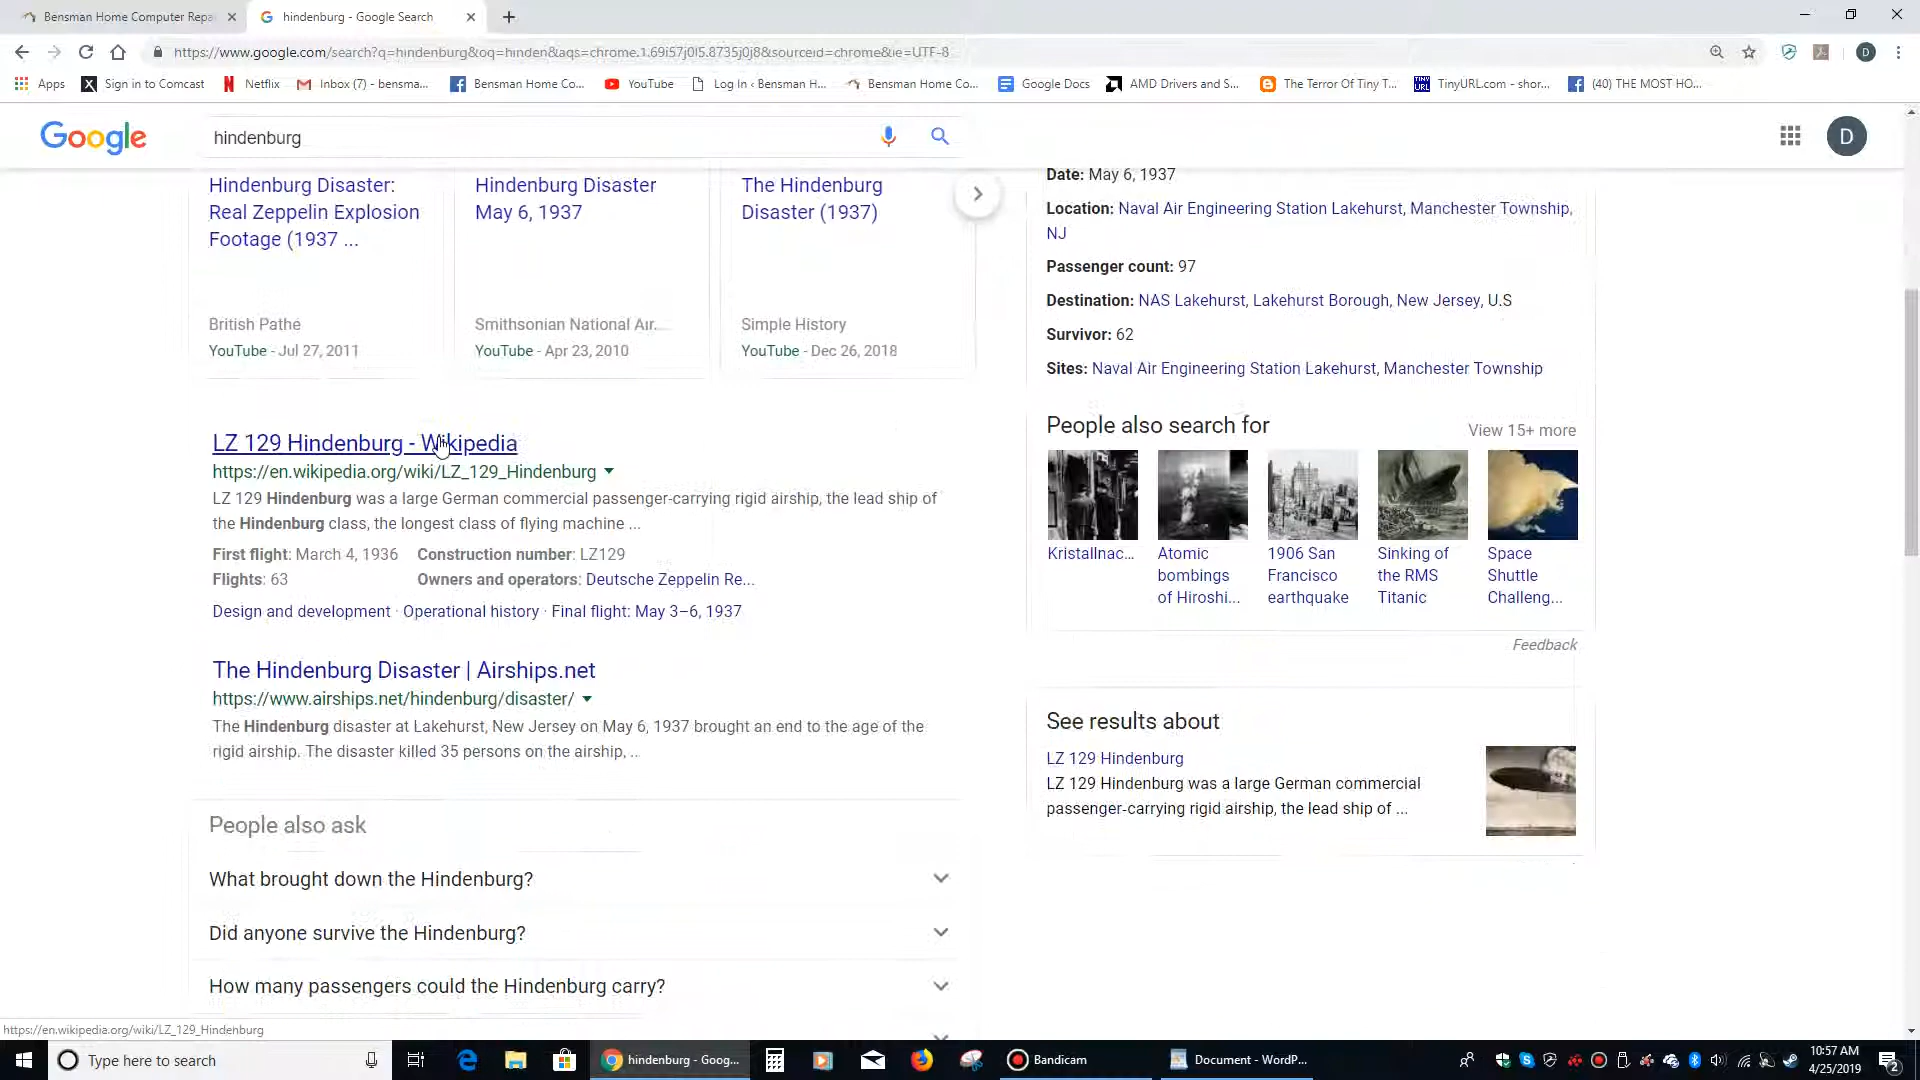 Bensman Home Computer Repa
hindenburg - Google Search
https://www.google.com/search?q=hindenburg&oq=hinden&aqs=chrome.1.69i57j0l5.8735j0j8&sourceid=chrome&ie=UTF-8
Apps Sign in to Comcast Netflix Inbox (7) - bensma... Bensman Home Co... YouTube Log In ‹ Bensman H... Bensman Home Co... Google Docs AMD Drivers and S... The Terror Of Tiny T... TinyURL.com - shor... (40) THE MOST HO...
Google
hindenburg
D
Hindenburg Disaster:
Real Zeppelin Explosion
Footage (1937 ...
British Pathé
YouTube - Jul 27, 2011
Hindenburg Disaster
May 6, 1937
Smithsonian National Air...
YouTube - Apr 23, 2010
The Hindenburg
Disaster (1937)
Simple History
YouTube - Dec 26, 2018
LZ 129 Hindenburg - Wikipedia
https://en.wikipedia.org/wiki/LZ_129_Hindenburg
LZ 129 Hindenburg was a large German commercial passenger-carrying rigid airship, the lead ship of
the Hindenburg class, the longest class of flying machine ...
First flight: March 4, 1936 Construction number: LZ129
Flights: 63 Owners and operators: Deutsche Zeppelin Re...
Design and development · Operational history · Final flight: May 3–6, 1937
The Hindenburg Disaster | Airships.net
https://www.airships.net/hindenburg/disaster/
The Hindenburg disaster at Lakehurst, New Jersey on May 6, 1937 brought an end to the age of the
rigid airship. The disaster killed 35 persons on the airship, ...
People also ask
What brought down the Hindenburg?
Did anyone survive the Hindenburg?
How many passengers could the Hindenburg carry?
Date: May 6, 1937
Location: Naval Air Engineering Station Lakehurst, Manchester Township,
NJ
Passenger count: 97
Destination: NAS Lakehurst, Lakehurst Borough, New Jersey, U.S
Survivor: 62
Sites: Naval Air Engineering Station Lakehurst, Manchester Township
People also search for
View 15+ more
Kristallnac...
Atomic
bombings
of Hiroshi...
1906 San
Francisco
earthquake
Sinking of
the RMS
Titanic
Space
Shuttle
Challeng...
Feedback
See results about
LZ 129 Hindenburg
LZ 129 Hindenburg was a large German commercial
passenger-carrying rigid airship, the lead ship of ...
https://en.wikipedia.org/wiki/LZ_129_Hindenburg
Type here to search
hindenburg - Goog...
Bandicam
Document - WordP...
10:57 AM
4/25/2019
2